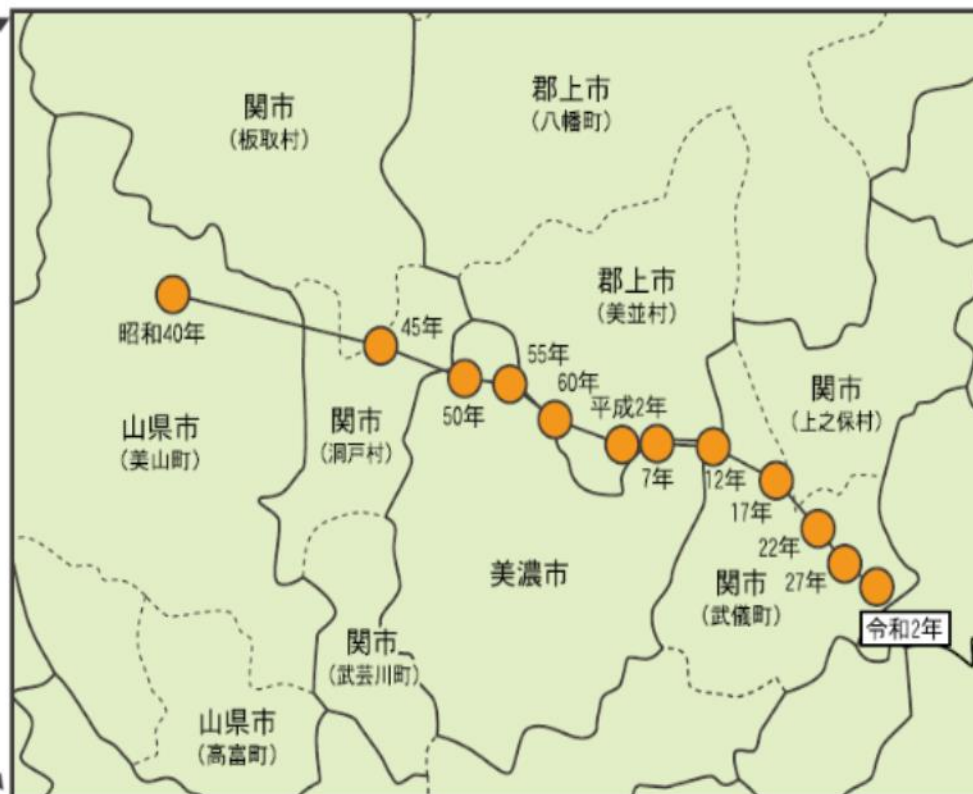 郡上市
（八幡町）
関市
（板取村）
郡上市
（美並村）
昭和40年
45年
55年
60年
50年
平成2年
関市
（上之保村）
山県市
（美山町）
関市
（洞戸村）
7年
12年
17年
22年
27年
美濃市
関市
（武儀町）
令和2年
関市
（武芸川町）
山県市
（高富町）